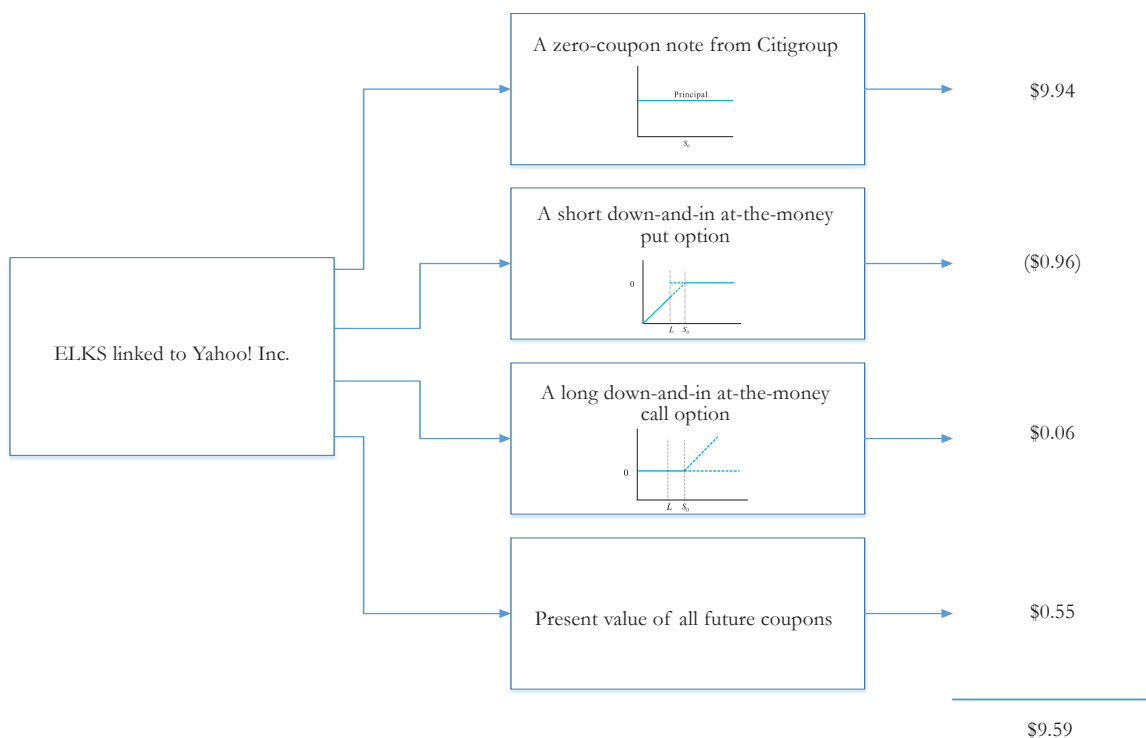 A zero-coupon note from Citigroup
Principal
S₀
$9.94
A short down-and-in at-the-money
put option
0
L S₀
($0.96)
ELKS linked to Yahoo! Inc.
A long down-and-in at-the-money
call option
0
L S₀
$0.06
Present value of all future coupons
$0.55
$9.59